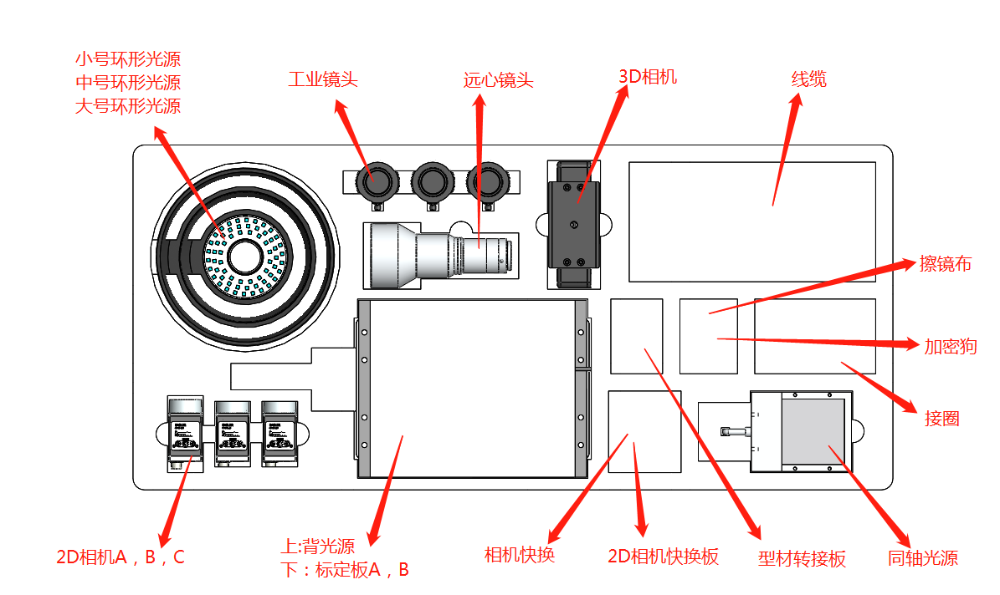 小号环形光源
中号环形光源
大号环形光源
工业镜头
远心镜头
3D相机
线缆
擦镜布
加密狗
接圈
2D相机A，B，C
上:背光源
下：标定板A，B
相机快换
2D相机快换板
型材转接板
同轴光源